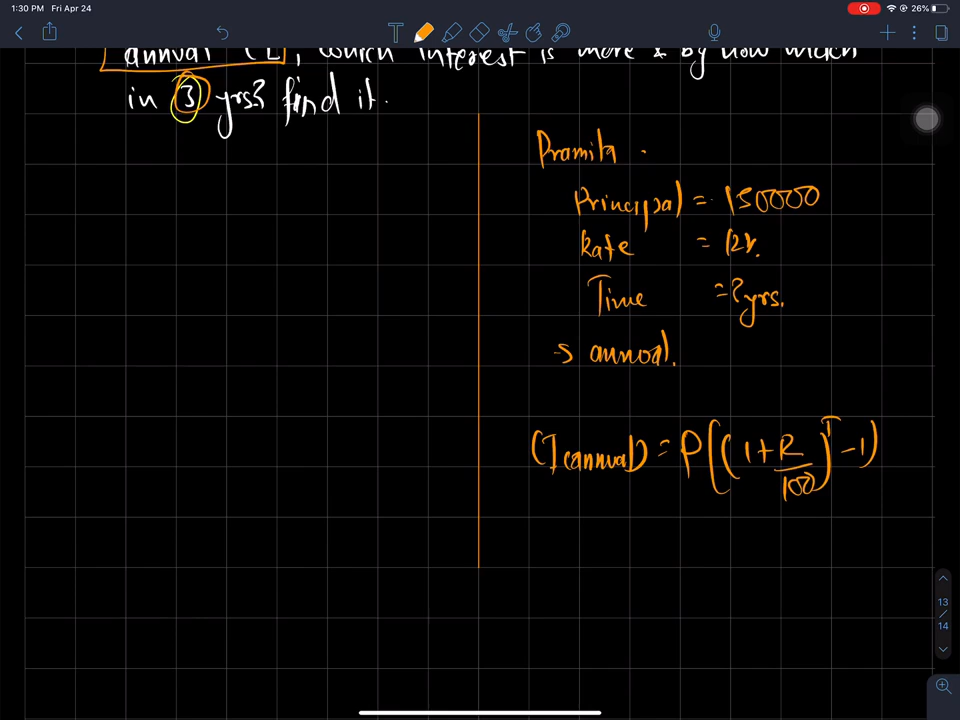 1:30 PM Fri Apr 24
26%
annual CI, which interest is more & by how much
in 3 yrs? find it.
Pramila
Principal = 150000
Rate = 12%.
Time = ? yrs.
→ annual.
CI(annual) = P((1+R/100)^T - 1)
13
/
14